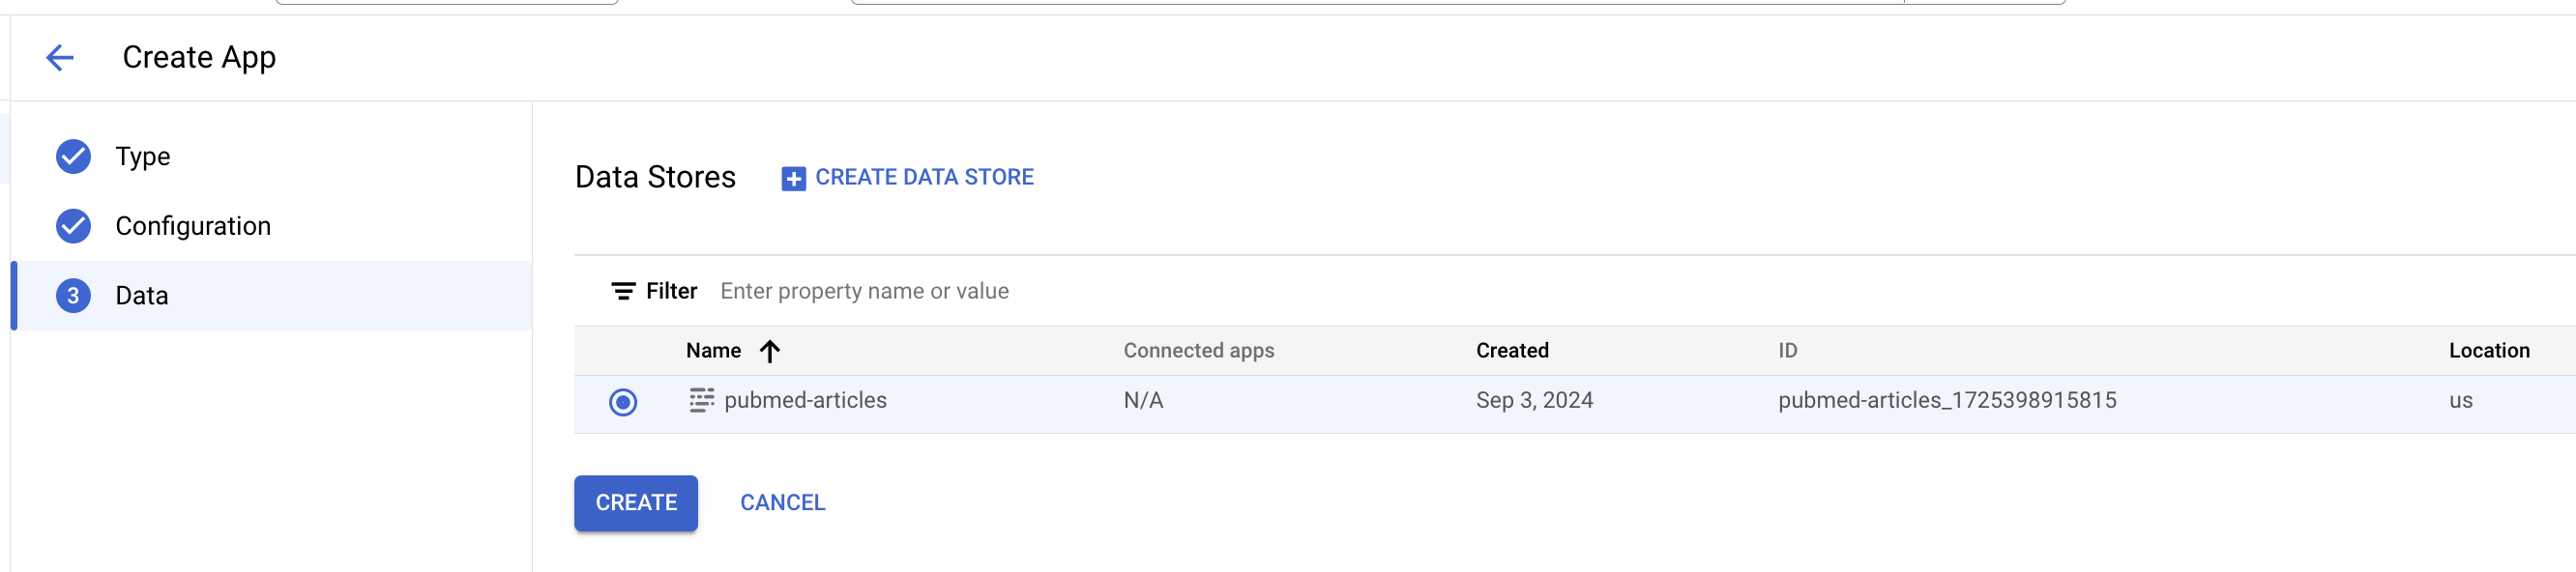 Create App
Type
Configuration
3 Data
Data Stores CREATE DATA STORE
Filter Enter property name or value
Name Connected apps Created ID Location
pubmed-articles N/A Sep 3, 2024 pubmed-articles_1725398915815 us
CREATE CANCEL